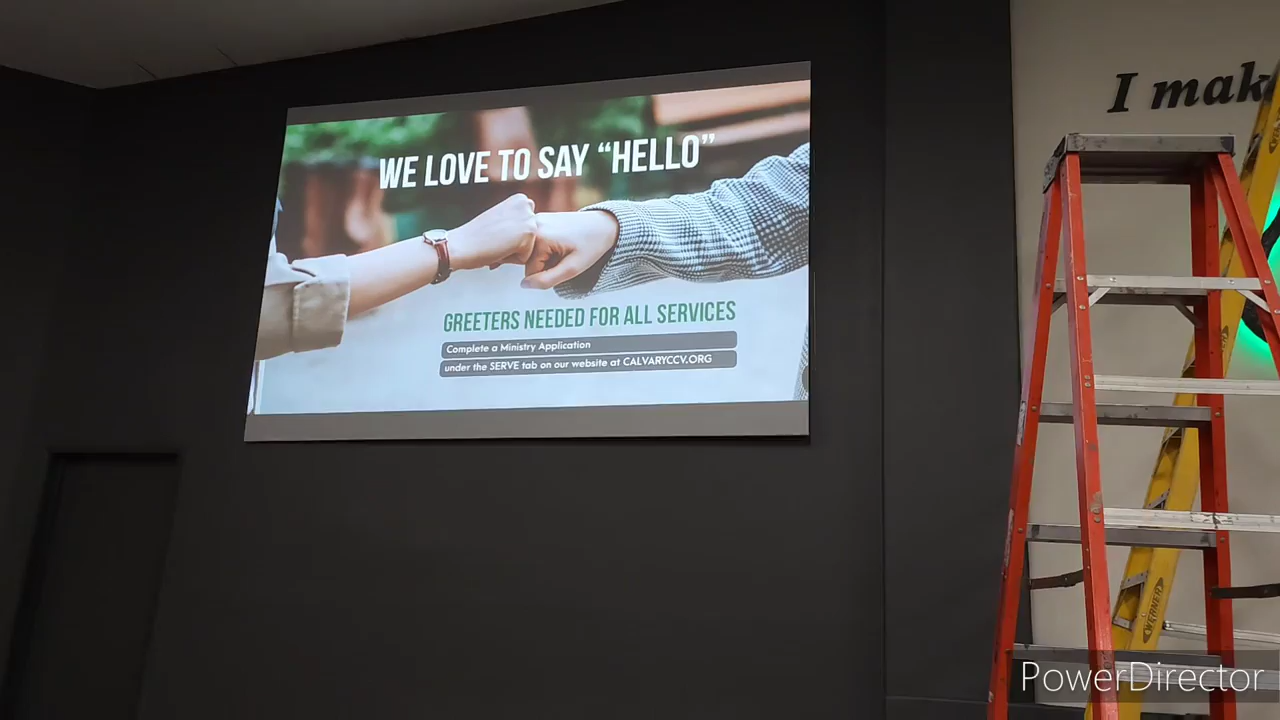 I mak
WE LOVE TO SAY “HELLO”
GREETERS NEEDED FOR ALL SERVICES
Complete a Ministry Application
under the SERVE tab on our website at CALVARYCCV.ORG
WERNER
PowerDirector